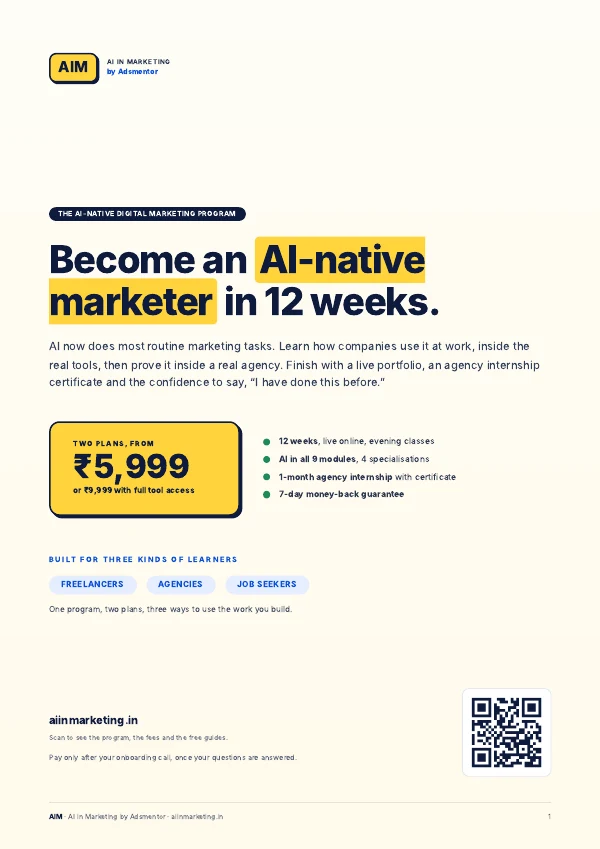 AIM
AI IN MARKETING
by Adsmentor
THE AI-NATIVE DIGITAL MARKETING PROGRAM
Become an AI-native
marketer in 12 weeks.
AI now does most routine marketing tasks. Learn how companies use it at work, inside the
real tools, then prove it inside a real agency. Finish with a live portfolio, an agency internship
certificate and the confidence to say, “I have done this before.”
TWO PLANS, FROM
₹5,999
or ₹9,999 with full tool access
12 weeks, live online, evening classes
AI in all 9 modules, 4 specialisations
1-month agency internship with certificate
7-day money-back guarantee
BUILT FOR THREE KINDS OF LEARNERS
FREELANCERS AGENCIES JOB SEEKERS
One program, two plans, three ways to use the work you build.
aiinmarketing.in
Scan to see the program, the fees and the free guides.
Pay only after your onboarding call, once your questions are answered.
AIM · AI in Marketing by Adsmentor · aiinmarketing.in 1